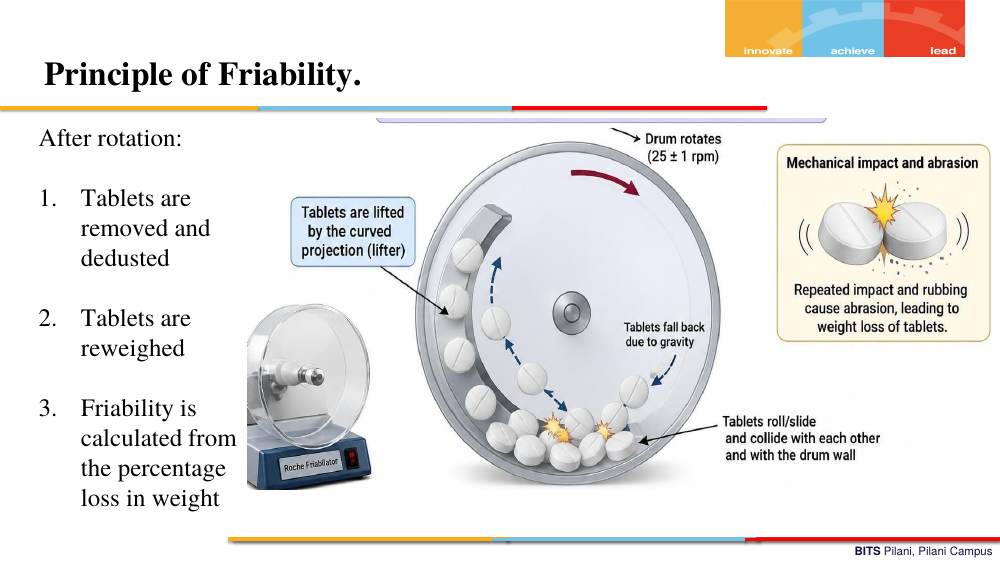 innovate
achieve
lead
Principle of Friability.
After rotation:
1. Tablets are
removed and
dedusted
2. Tablets are
reweighed
3. Friability is
calculated from
the percentage
loss in weight
Drum rotates
(25 ± 1 rpm)
Tablets are lifted
by the curved
projection (lifter)
Tablets fall back
due to gravity
Tablets roll/slide
and collide with each other
and with the drum wall
Roche Friabilator
Mechanical impact and abrasion
Repeated impact and rubbing
cause abrasion, leading to
weight loss of tablets.
BITS Pilani, Pilani Campus